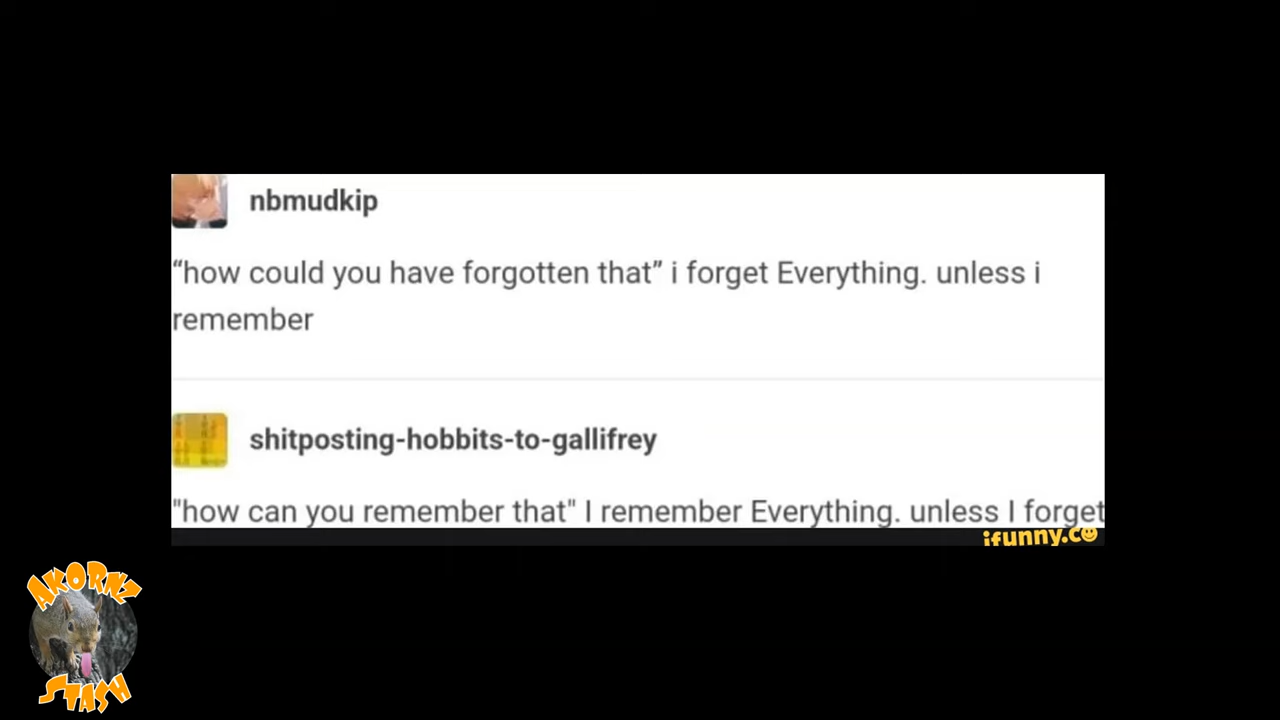 nbmudkip
“how could you have forgotten that” i forget Everything. unless i
remember
shitposting-hobbits-to-gallifrey
"how can you remember that" I remember Everything. unless I forget
ifunny.co
AKORNZ
STASH